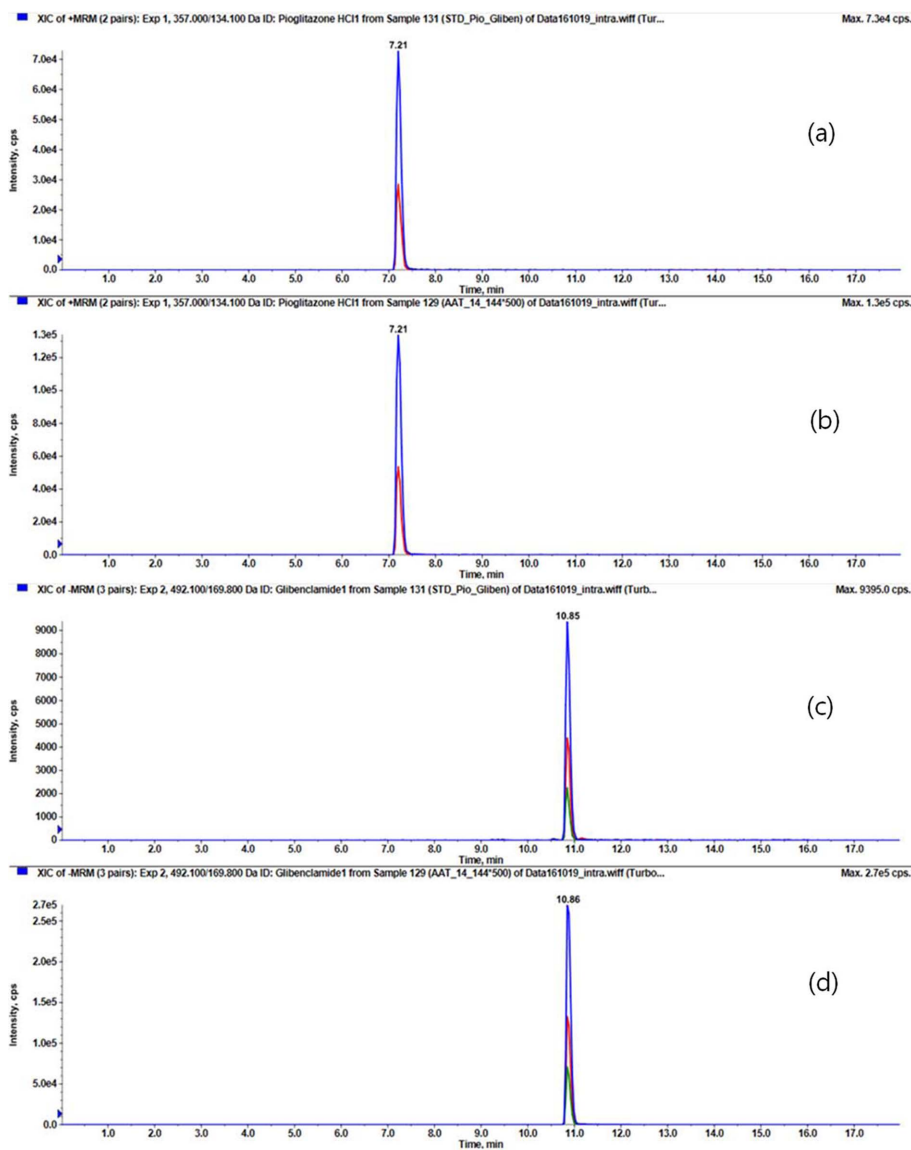 XIC of +MRM (2 pairs): Exp 1, 357.000/134.100 Da ID: Pioglitazone HCl1 from Sample 131 (STD_Pio_Gliben) of Data161019_intra.wiff (Tur...
Max. 7.3e4 cps.
7.21
7.0e4
6.0e4
5.0e4
4.0e4
3.0e4
2.0e4
1.0e4
0.0
Intensity, cps
(a)
1.0 2.0 3.0 4.0 5.0 6.0 7.0 8.0 9.0 10.0 11.0 12.0 13.0 14.0 15.0 16.0 17.0
Time, min
XIC of +MRM (2 pairs): Exp 1, 357.000/134.100 Da ID: Pioglitazone HCl1 from Sample 129 (AAT_14_144*500) of Data161019_intra.wiff (Tur...
Max. 1.3e5 cps.
7.21
1.3e5
1.2e5
1.0e5
8.0e4
6.0e4
4.0e4
2.0e4
0.0
Intensity, cps
(b)
1.0 2.0 3.0 4.0 5.0 6.0 7.0 8.0 9.0 10.0 11.0 12.0 13.0 14.0 15.0 16.0 17.0
Time, min
XIC of -MRM (3 pairs): Exp 2, 492.100/169.800 Da ID: Glibenclamide1 from Sample 131 (STD_Pio_Gliben) of Data161019_intra.wiff (Turb...
Max. 9395.0 cps.
10.85
9000
8000
7000
6000
5000
4000
3000
2000
1000
0
Intensity, cps
(c)
1.0 2.0 3.0 4.0 5.0 6.0 7.0 8.0 9.0 10.0 11.0 12.0 13.0 14.0 15.0 16.0 17.0
Time, min
XIC of -MRM (3 pairs): Exp 2, 492.100/169.800 Da ID: Glibenclamide1 from Sample 129 (AAT_14_144*500) of Data161019_intra.wiff (Turbo...
Max. 2.7e5 cps.
10.86
2.7e5
2.5e5
2.0e5
1.5e5
1.0e5
5.0e4
0.0
Intensity, cps
(d)
1.0 2.0 3.0 4.0 5.0 6.0 7.0 8.0 9.0 10.0 11.0 12.0 13.0 14.0 15.0 16.0 17.0
Time, min